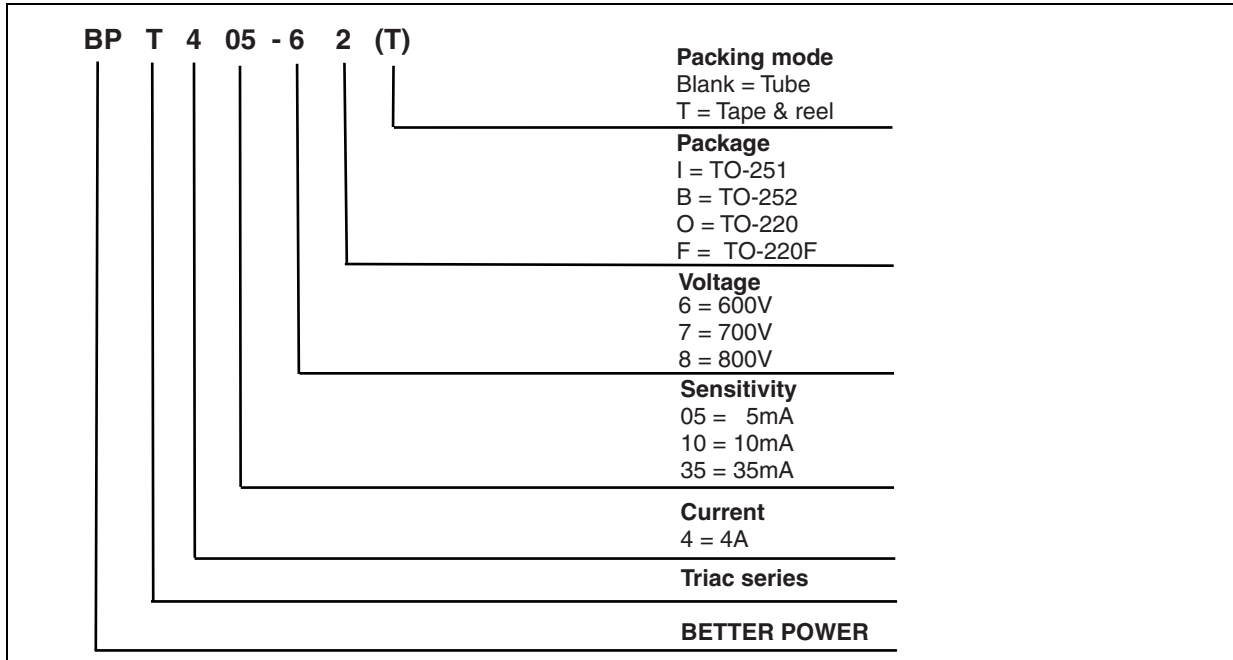 BP T 4 05 - 6 2 (T)
Packing mode
Blank = Tube
T = Tape & reel
Package
I = TO-251
B = TO-252
O = TO-220
F = TO-220F
Voltage
6 = 600V
7 = 700V
8 = 800V
Sensitivity
05 = 5mA
10 = 10mA
35 = 35mA
Current
4 = 4A
Triac series
BETTER POWER